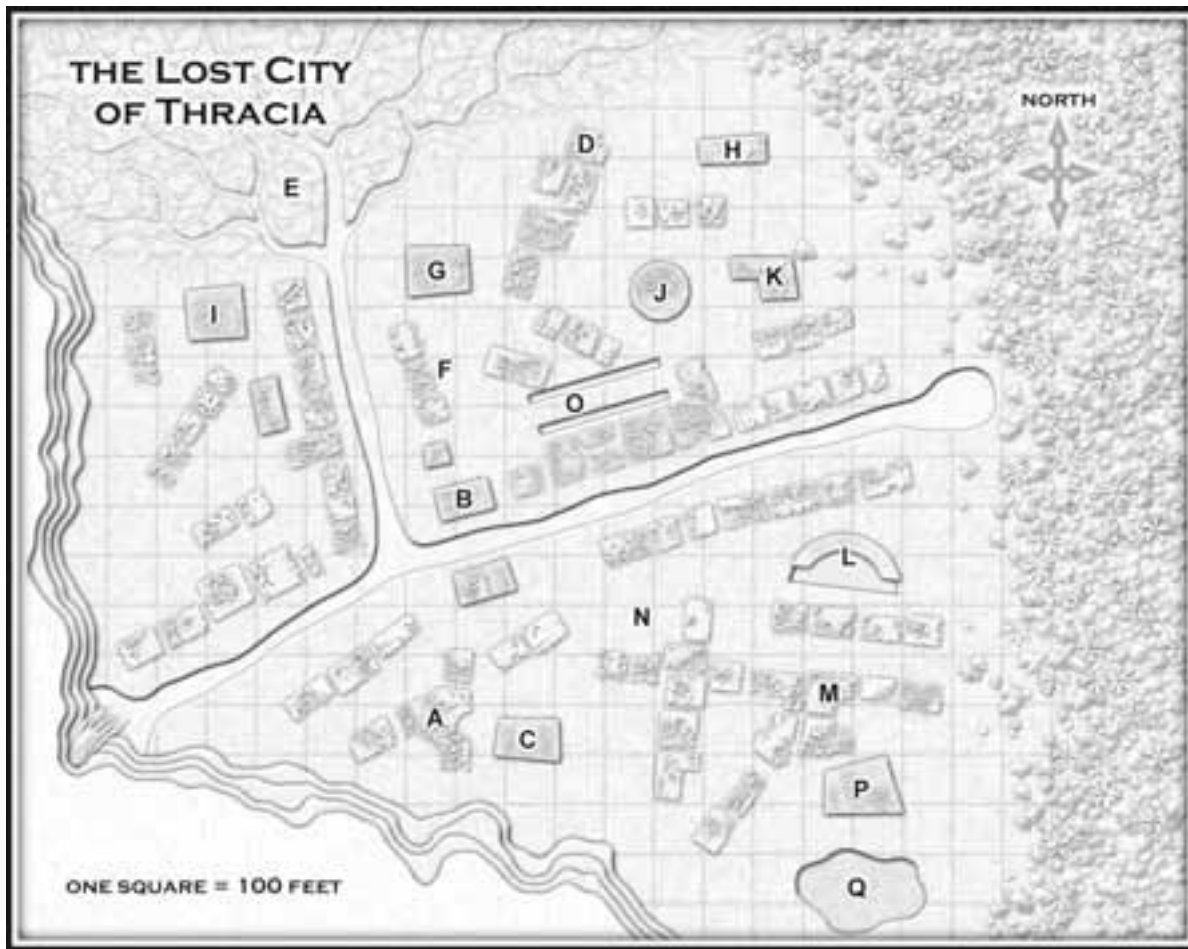 THE LOST CITY
OF THRACIA
NORTH
D
H
E
G
K
J
I
F
O
B
L
N
M
A
C
P
Q
ONE SQUARE = 100 FEET